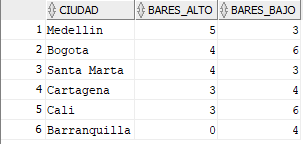 CIUDAD BARES_ALTO BARES_BAJO
1 Medellin 5 3
2 Bogota 4 6
3 Santa Marta 4 3
4 Cartagena 3 4
5 Cali 3 6
6 Barranquilla 0 4